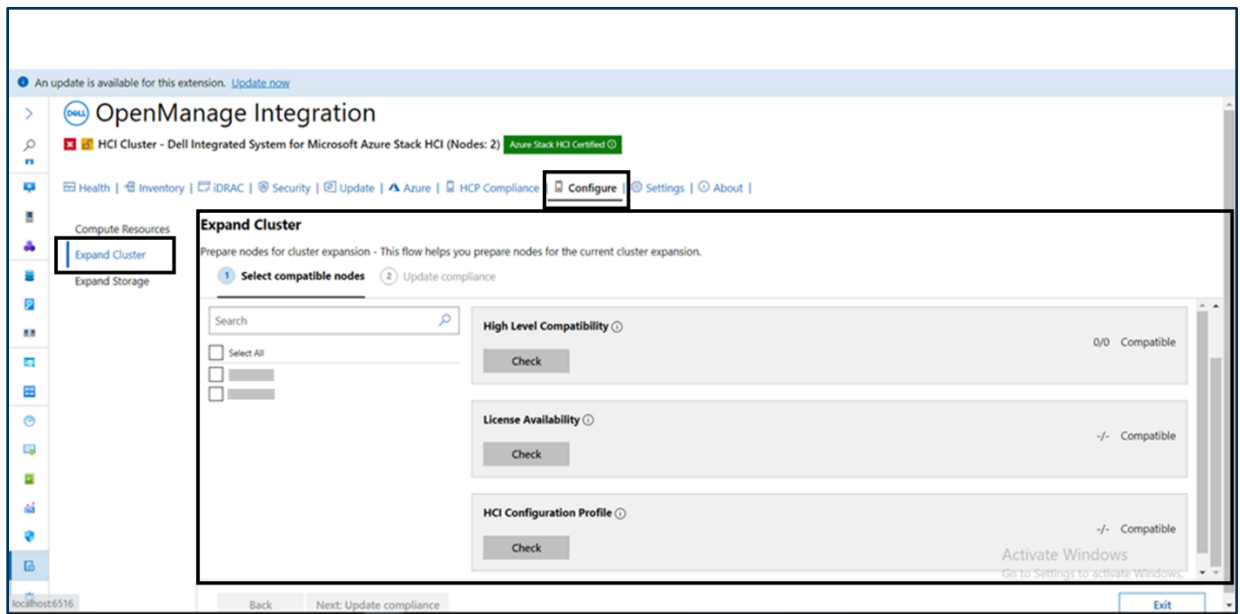 An update is available for this extension. Update now
DELL OpenManage Integration
HCI Cluster - Dell Integrated System for Microsoft Azure Stack HCI (Nodes: 2) Azure Stack HCI Certified
Health | Inventory | iDRAC | Security | Update | Azure | HCP Compliance | Configure | Settings | About |
Compute Resources
Expand Cluster
Expand Storage
Expand Cluster
Prepare nodes for cluster expansion - This flow helps you prepare nodes for the current cluster expansion.
1 Select compatible nodes 2 Update compliance
Search
Select All
High Level Compatibility
0/0 Compatible
Check
License Availability
-/- Compatible
Check
HCI Configuration Profile
-/- Compatible
Check
Activate Windows
Go to Settings to activate Windows.
localhost:6516
Back Next: Update compliance Exit